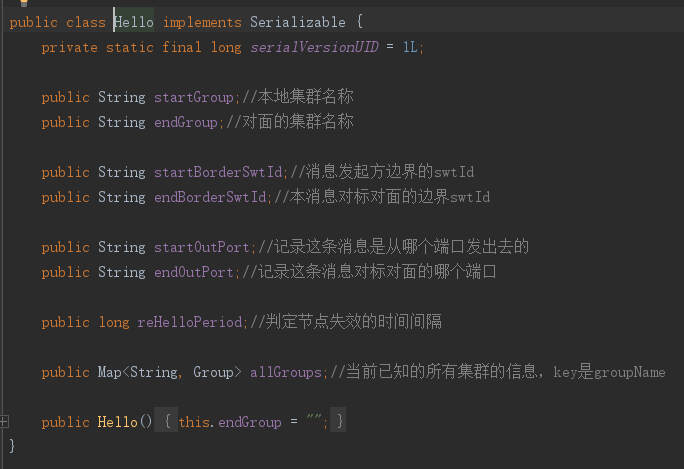 public class Hello implements Serializable {
private static final long serialVersionUID = 1L;
public String startGroup;//本地集群名称
public String endGroup;//对面的集群名称
public String startBorderSwtId;//消息发起方边界的swtId
public String endBorderSwtId;//本消息对标对面的边界swtId
public String startOutPort;//记录这条消息是从哪个端口发出去的
public String endOutPort;//记录这条消息对标对面的哪个端口
public long reHelloPeriod;//判定节点失效的时间间隔
public Map<String, Group> allGroups;//当前已知的所有集群的信息，key是groupName
public Hello() { this.endGroup = ""; }
}